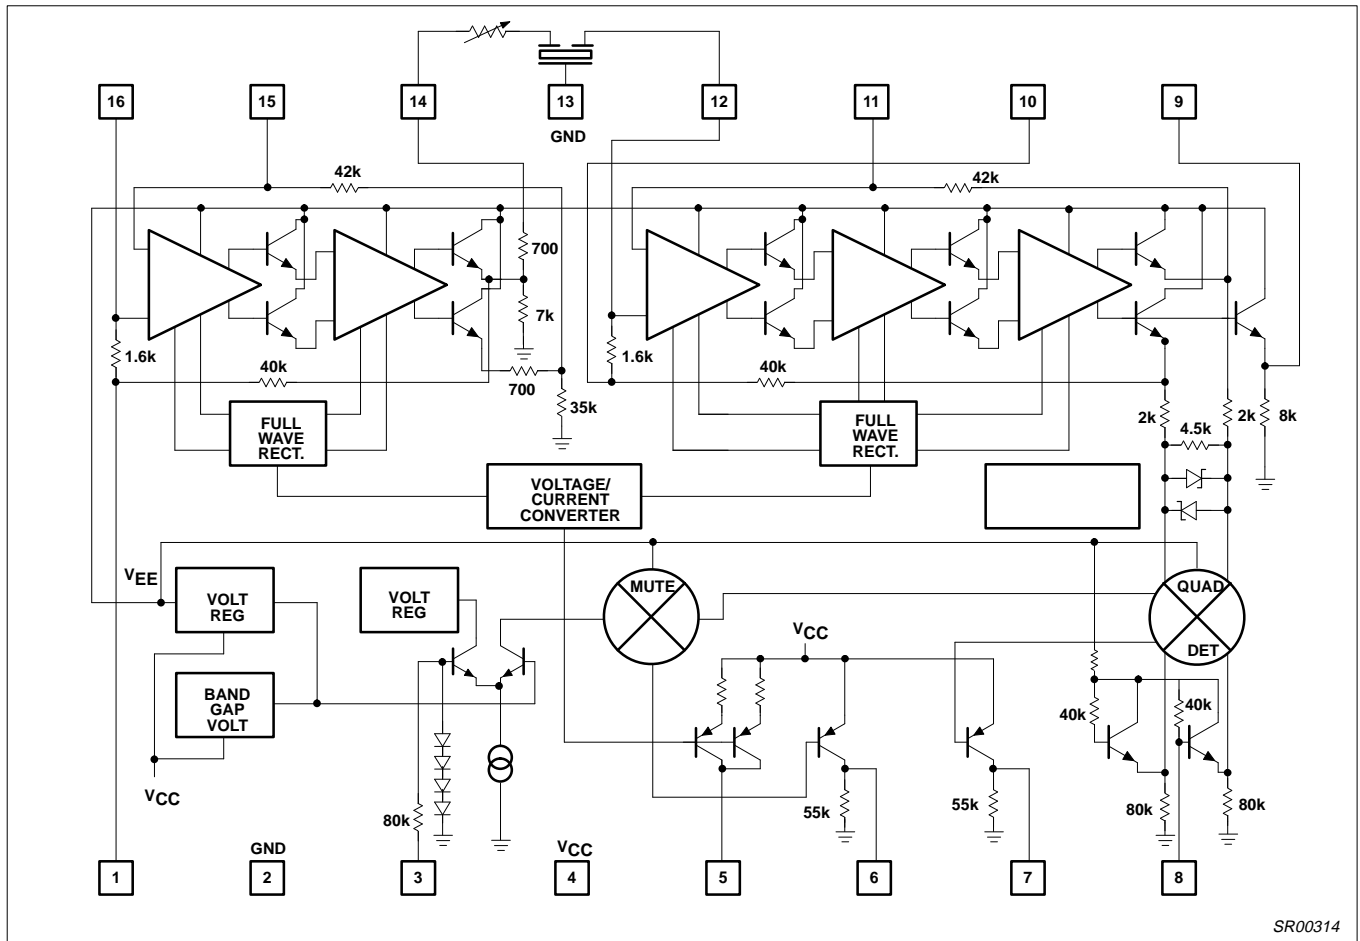 16
15
14
13
12
11
10
9
GND
42k
42k
700
7k
1.6k
40k
700
35k
1.6k
40k
2k
2k
8k
4.5k
FULL
WAVE
RECT.
FULL
WAVE
RECT.
VOLTAGE/
CURRENT
CONVERTER
VEE
VOLT
REG
VOLT
REG
MUTE
QUAD
DET
VCC
BAND
GAP
VOLT
40k
40k
VCC
80k
55k
55k
80k
80k
GND
VCC
1
2
3
4
5
6
7
8
SR00314